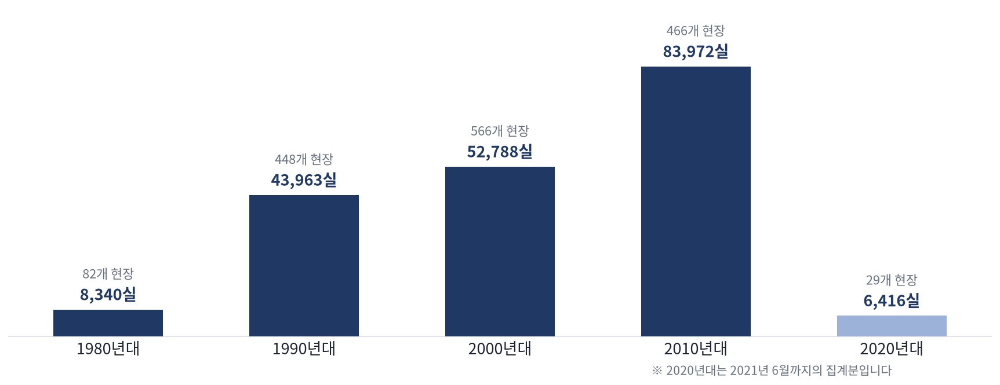 82개 현장
8,340실
1980년대
448개 현장
43,963실
1990년대
566개 현장
52,788실
2000년대
466개 현장
83,972실
2010년대
29개 현장
6,416실
2020년대
※ 2020년대는 2021년 6월까지의 집계분입니다